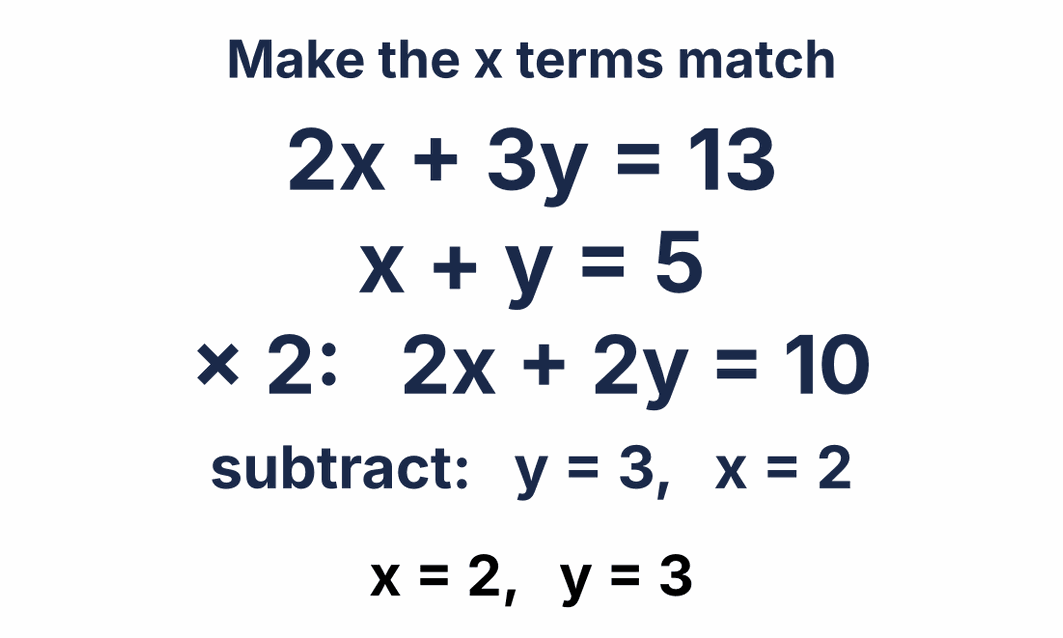 Make the x terms match
2x + 3y = 13
x + y = 5
× 2: 2x + 2y = 10
subtract: y = 3, x = 2
x = 2, y = 3